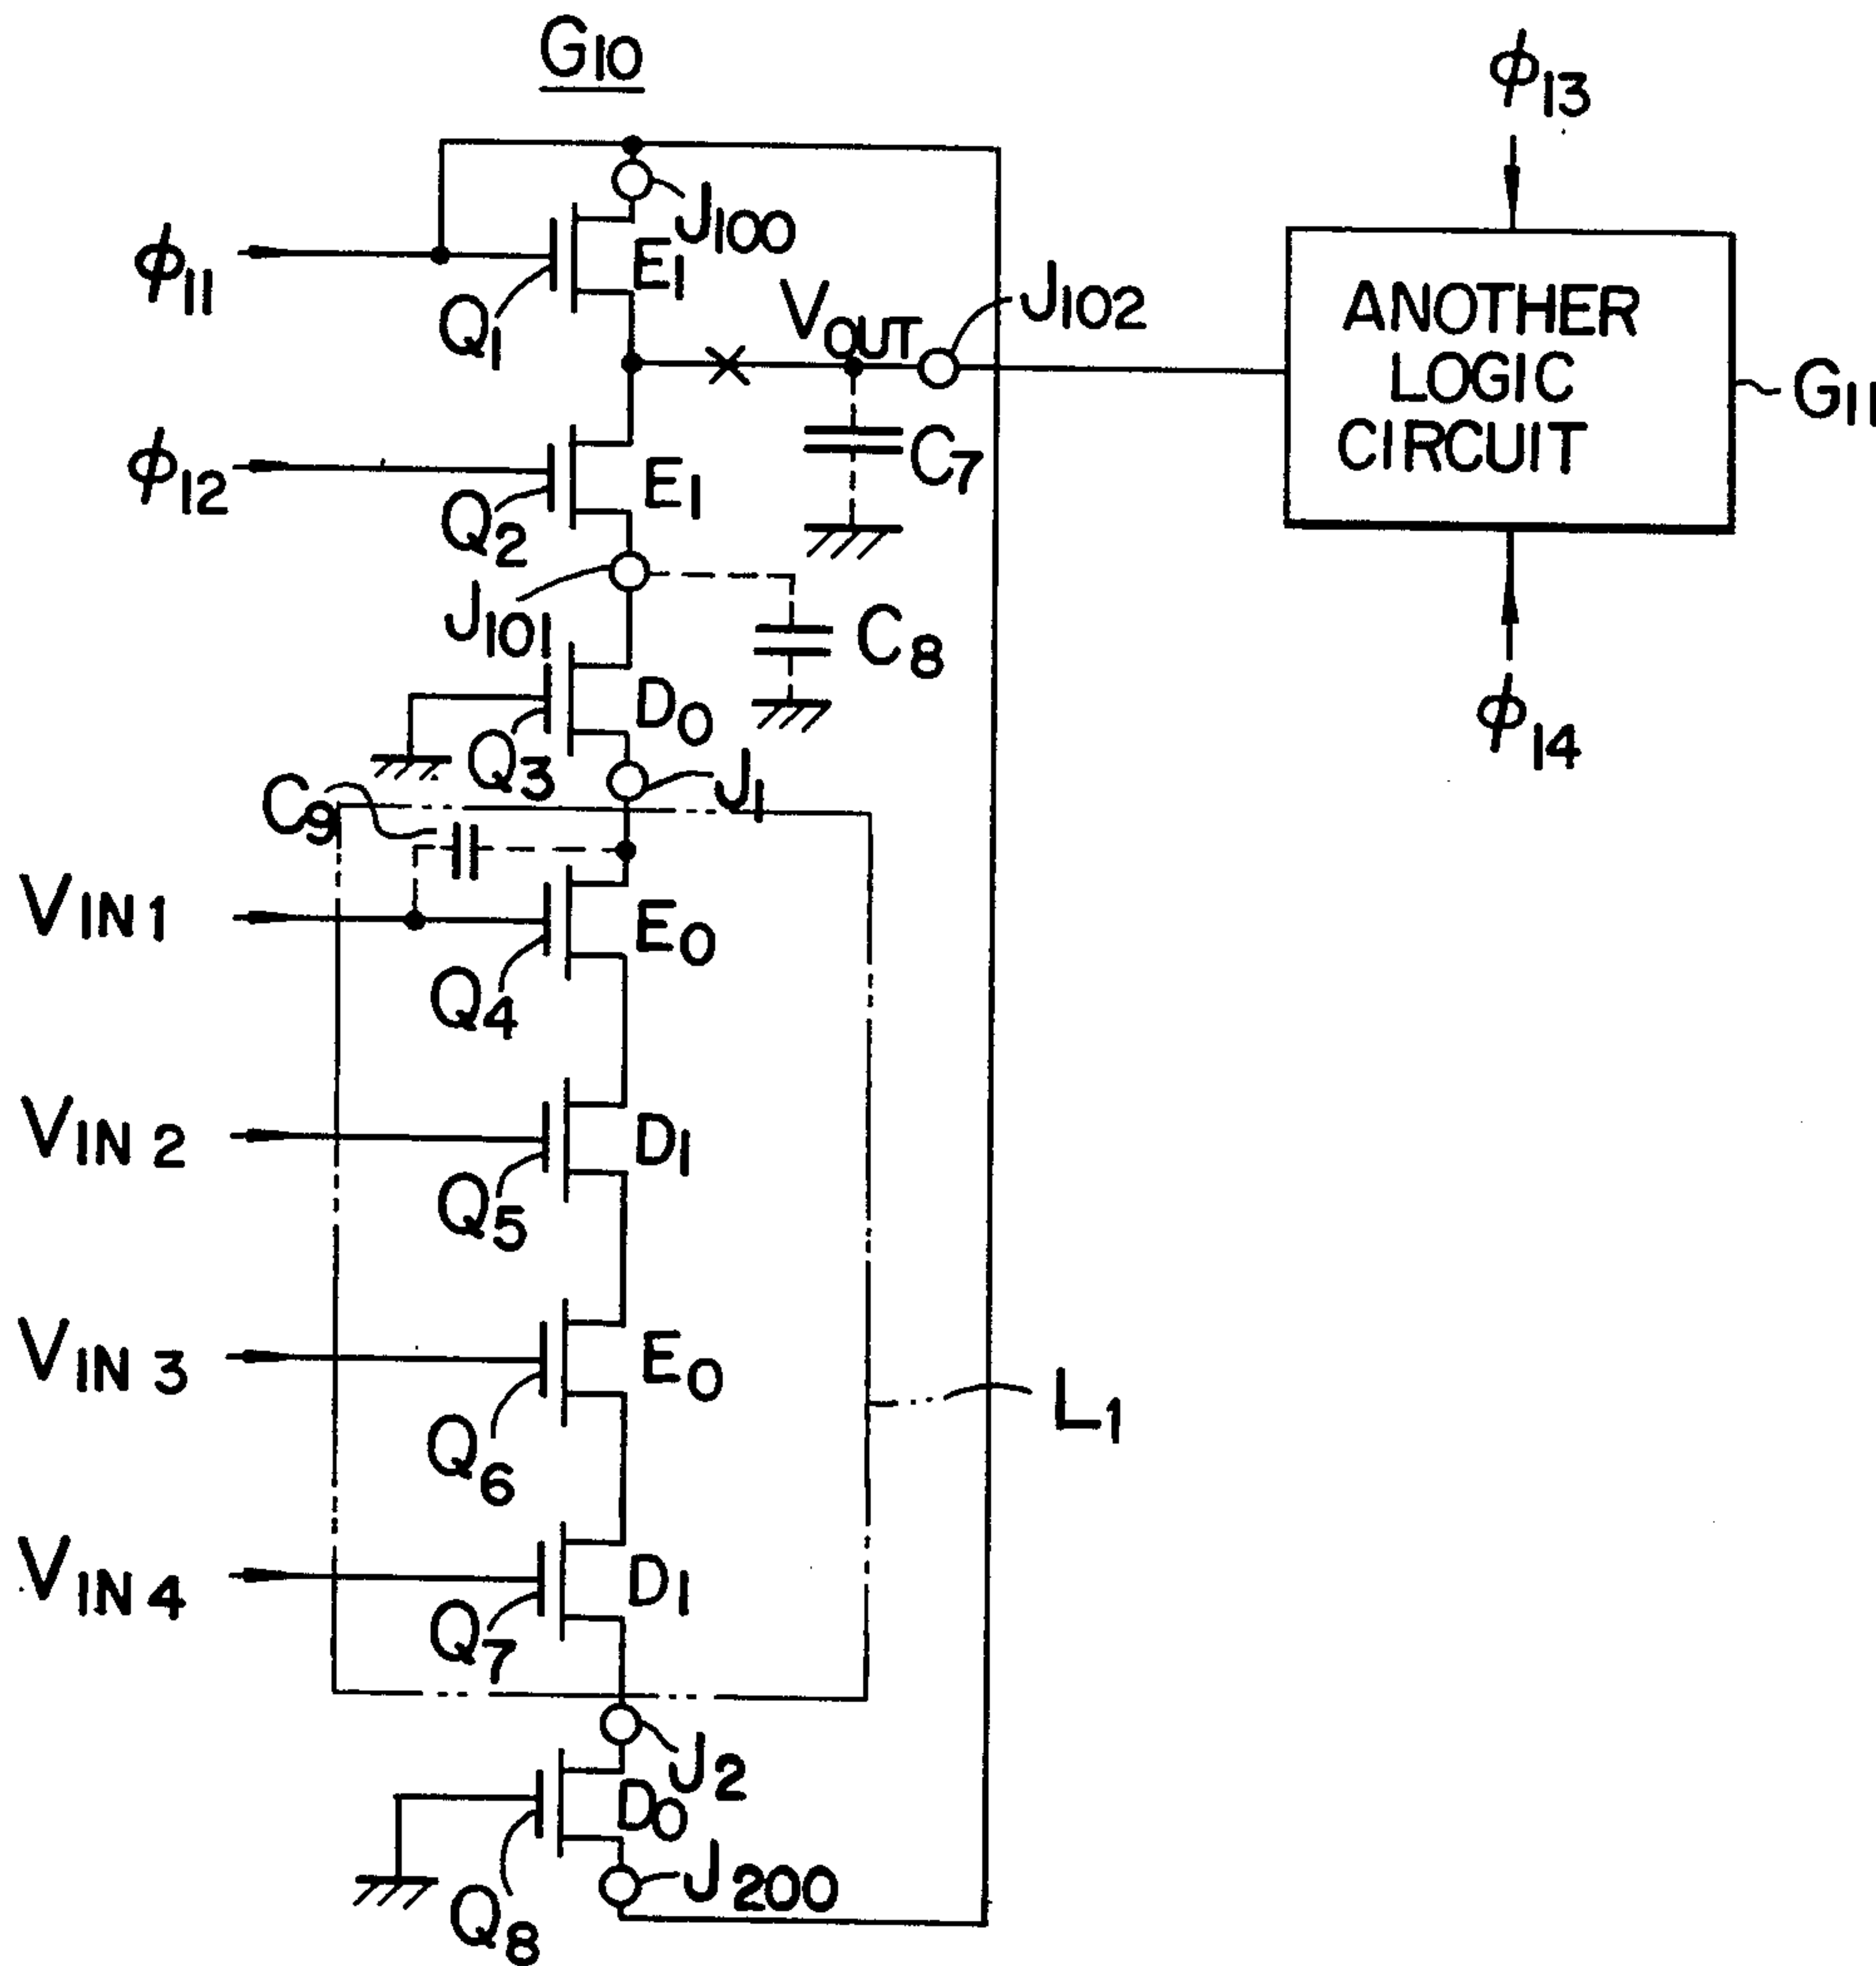 G10
ϕ13
J100
ϕ11
E1
Q1
VOUT
J102
ANOTHER
LOGIC
CIRCUIT
G11
ϕ12
E1
C7
Q2
J101
C8
D0
Q3
ϕ14
J1
C9
VIN1
E0
Q4
VIN2
D1
Q5
VIN3
E0
L1
Q6
VIN4
D1
Q7
J2
D0
J200
Q8